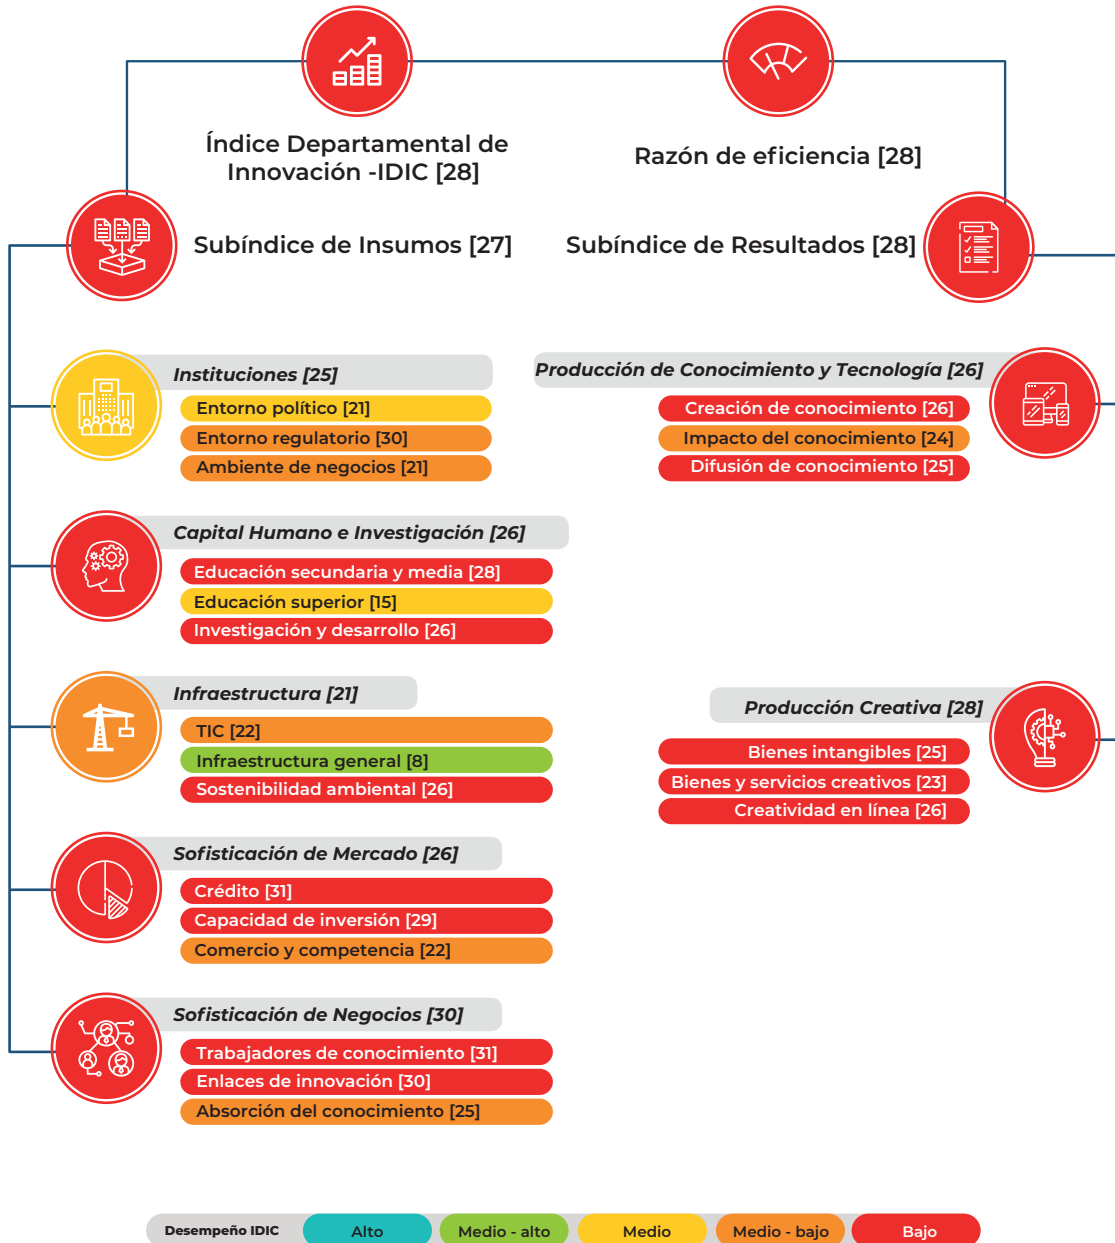 Índice Departamental de
Innovación -IDIC [28]
Razón de eficiencia [28]
Subíndice de Insumos [27]
Subíndice de Resultados [28]
Instituciones [25]
Entorno político [21]
Entorno regulatorio [30]
Ambiente de negocios [21]
Capital Humano e Investigación [26]
Educación secundaria y media [28]
Educación superior [15]
Investigación y desarrollo [26]
Infraestructura [21]
TIC [22]
Infraestructura general [8]
Sostenibilidad ambiental [26]
Sofisticación de Mercado [26]
Crédito [31]
Capacidad de inversión [29]
Comercio y competencia [22]
Sofisticación de Negocios [30]
Trabajadores de conocimiento [31]
Enlaces de innovación [30]
Absorción del conocimiento [25]
Producción de Conocimiento y Tecnología [26]
Creación de conocimiento [26]
Impacto del conocimiento [24]
Difusión de conocimiento [25]
Producción Creativa [28]
Bienes intangibles [25]
Bienes y servicios creativos [23]
Creatividad en línea [26]
Desempeño IDIC
Alto
Medio - alto
Medio
Medio - bajo
Bajo